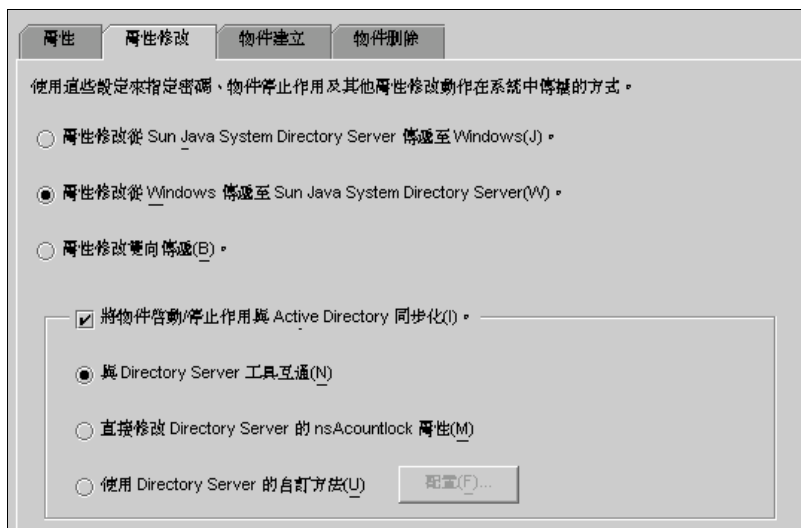 屬性 屬性修改 物件建立 物件刪除
使用這些設定來指定密碼、物件停止作用及其他屬性修改動作在系統中傳播的方式。
屬性修改從 Sun Java System Directory Server 傳遞至 Windows(J)。
屬性修改從 Windows 傳遞至 Sun Java System Directory Server(W)。
屬性修改雙向傳遞(B)。
將物件啓動/停止作用與 Active Directory 同步化(I)。
與 Directory Server 工具互通(N)
直接修改 Directory Server 的 nsAcountlock 屬性(M)
使用 Directory Server 的自訂方法(U) 配置(F)...